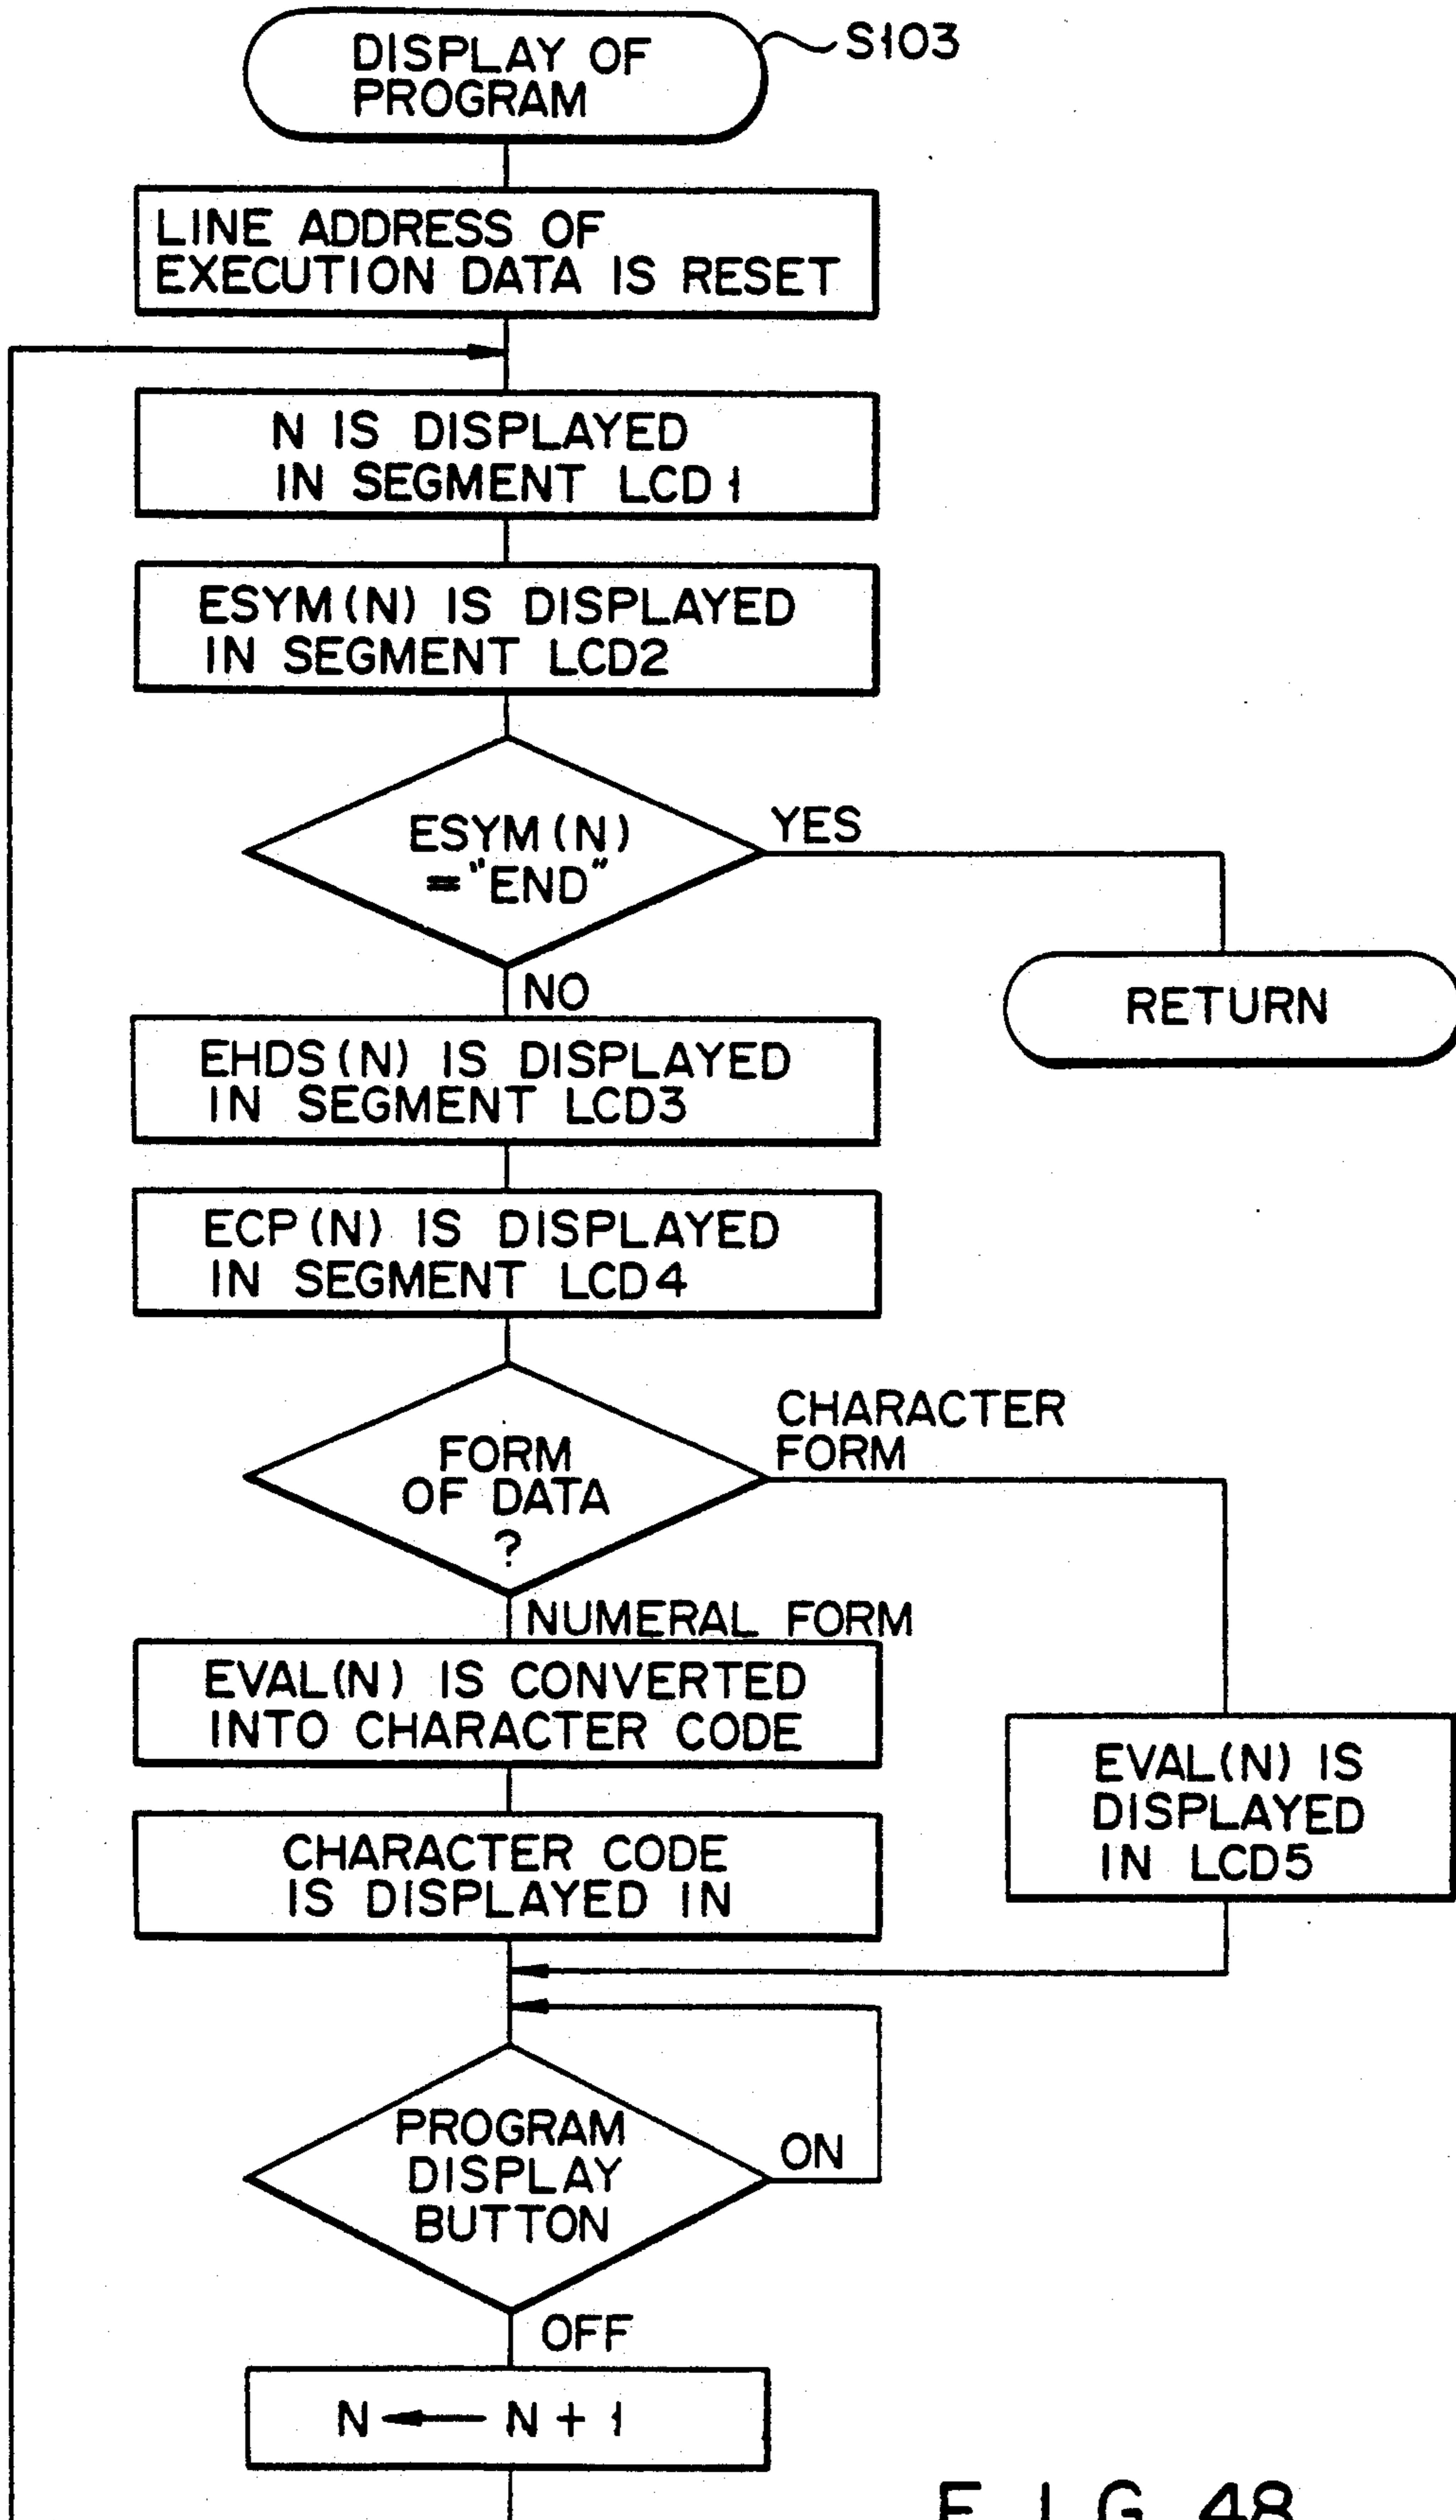 DISPLAY OF
PROGRAM
S103
LINE ADDRESS OF
EXECUTION DATA IS RESET
N IS DISPLAYED
IN SEGMENT LCD1
ESYM(N) IS DISPLAYED
IN SEGMENT LCD2
ESYM(N)
="END"
YES
RETURN
NO
EHDS(N) IS DISPLAYED
IN SEGMENT LCD3
ECP(N) IS DISPLAYED
IN SEGMENT LCD4
FORM
OF DATA
?
CHARACTER
FORM
NUMERAL FORM
EVAL(N) IS CONVERTED
INTO CHARACTER CODE
EVAL(N) IS
DISPLAYED
IN LCD5
CHARACTER CODE
IS DISPLAYED IN
PROGRAM
DISPLAY
BUTTON
ON
OFF
N ← N + 1
FIG. 48